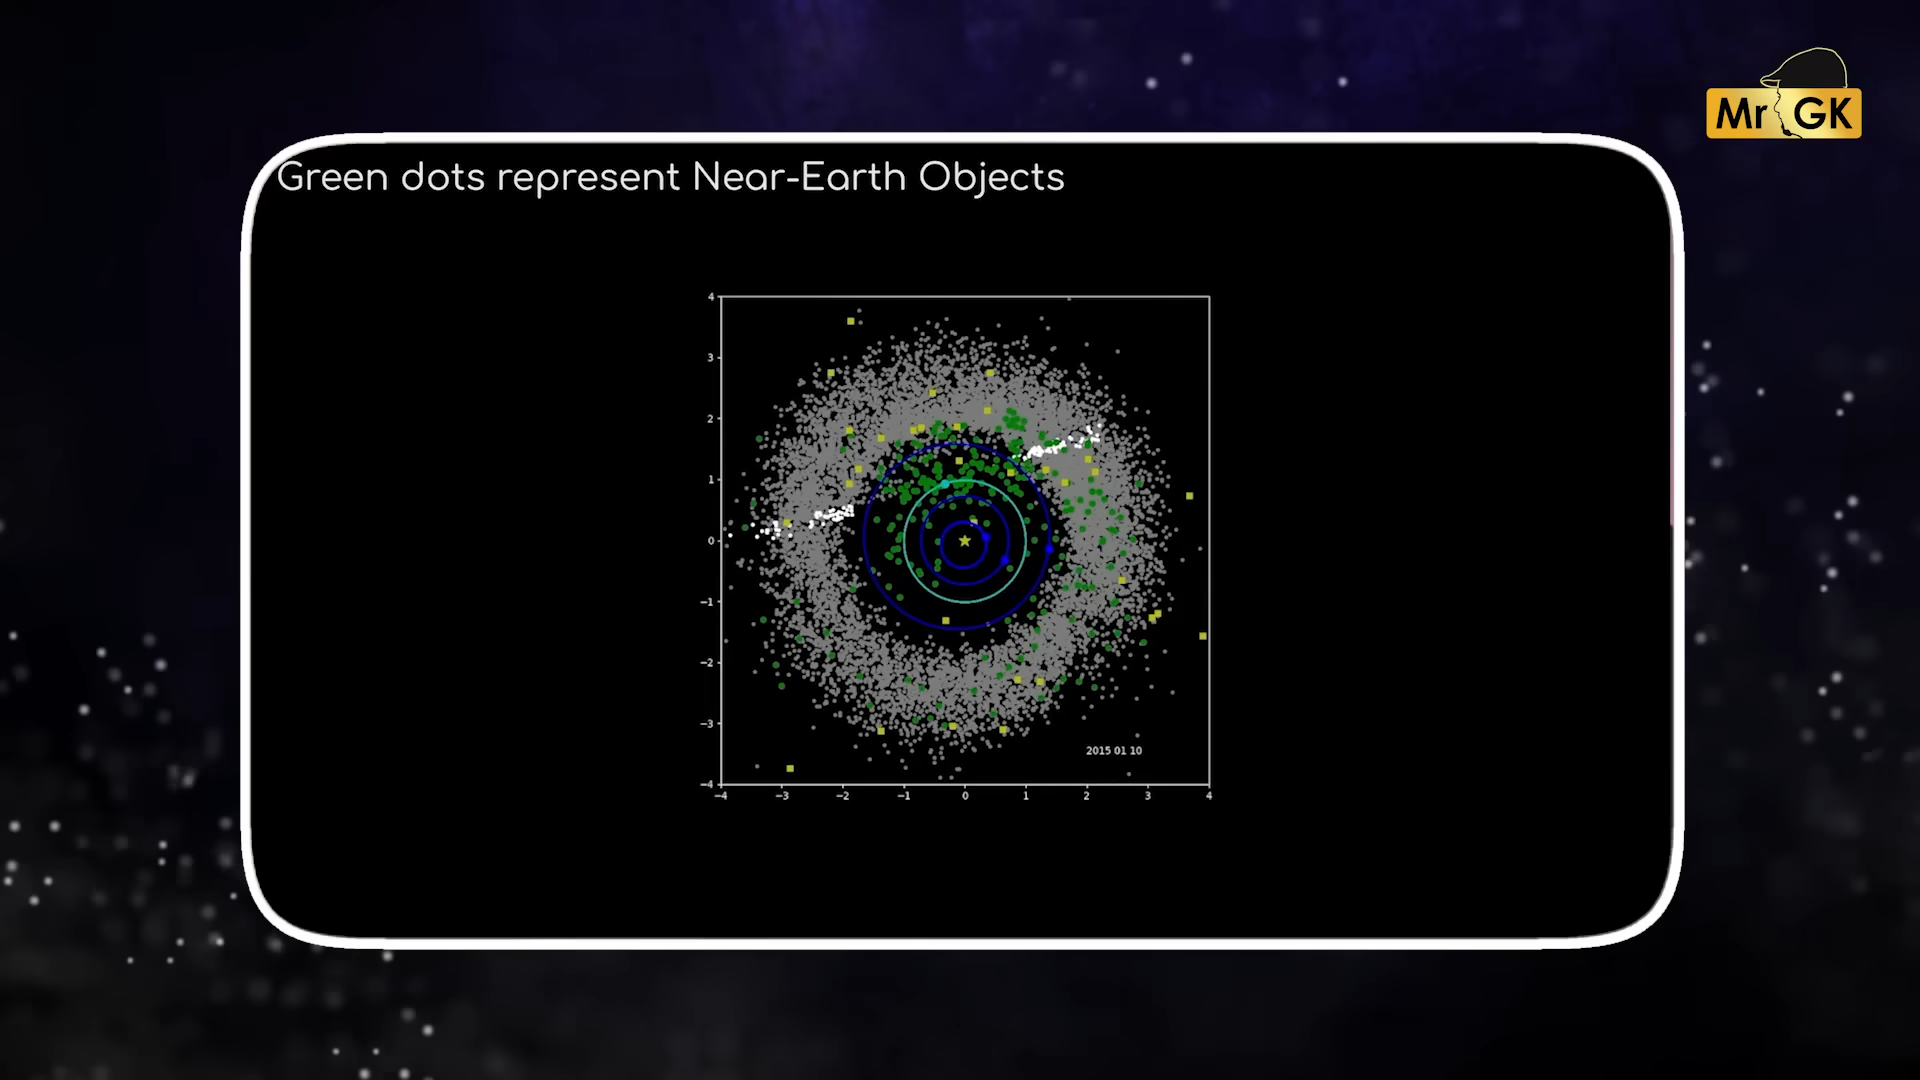 Mr GK
Green dots represent Near-Earth Objects
4
3
2
1
0
−1
−2
−3
−4
2015 01 10
−4 −3 −2 −1 0 1 2 3 4